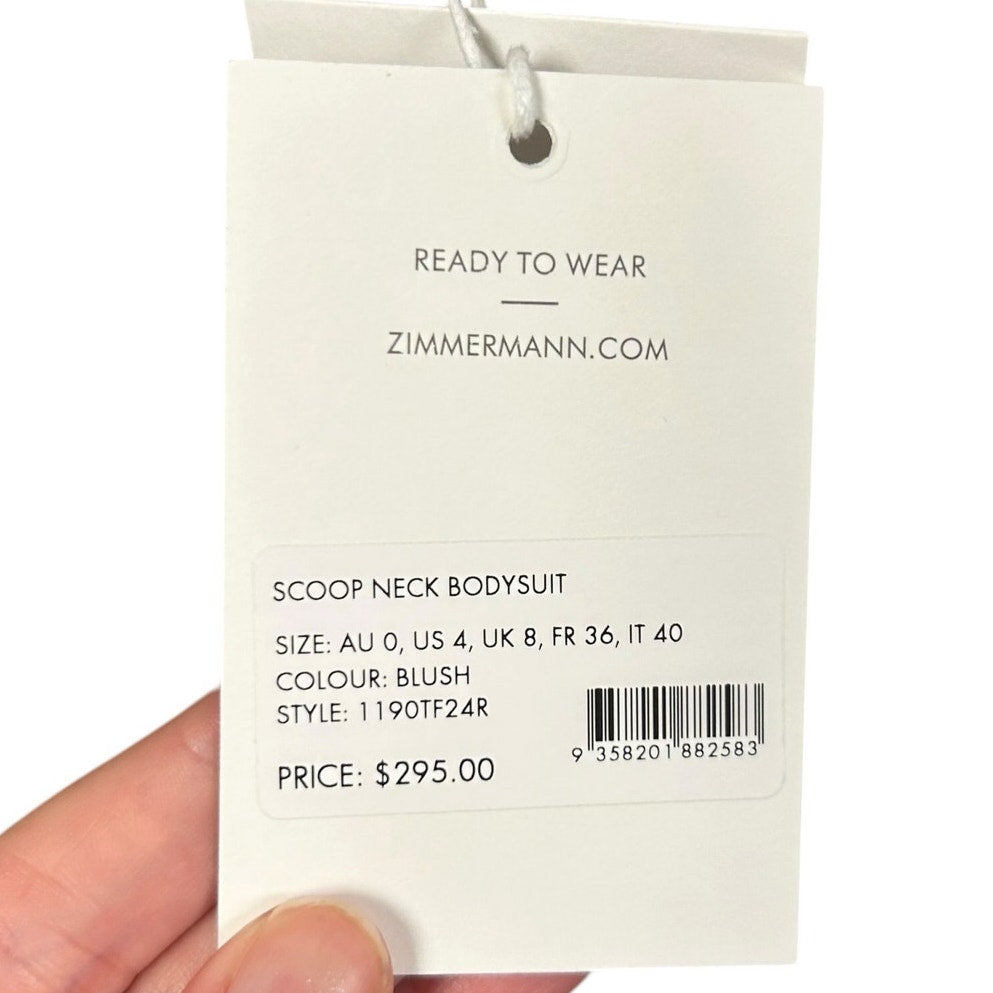 READY TO WEAR
ZIMMERMANN.COM
SCOOP NECK BODYSUIT
SIZE: AU 0, US 4, UK 8, FR 36, IT 40
COLOUR: BLUSH
STYLE: 1190TF24R
PRICE: $295.00
9 358201 882583